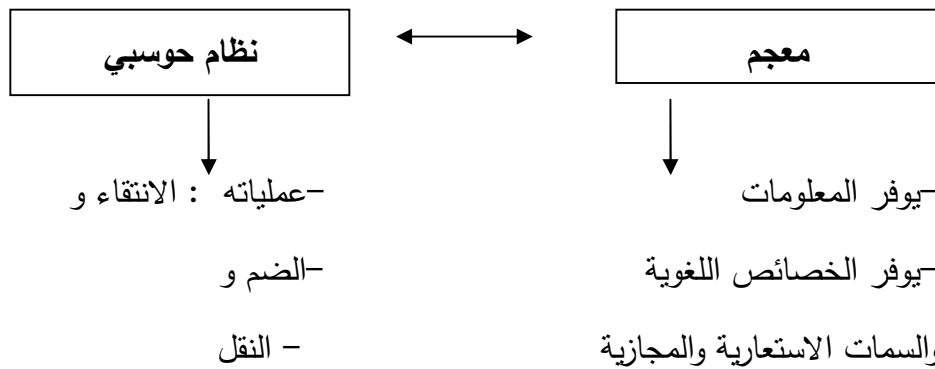 معجم
نظام حوسبي
–يوفر المعلومات
–يوفر الخصائص اللغوية
والسمات الاستعارية والمجازية
–عملياته : الانتقاء و
–الضم و
– النقل